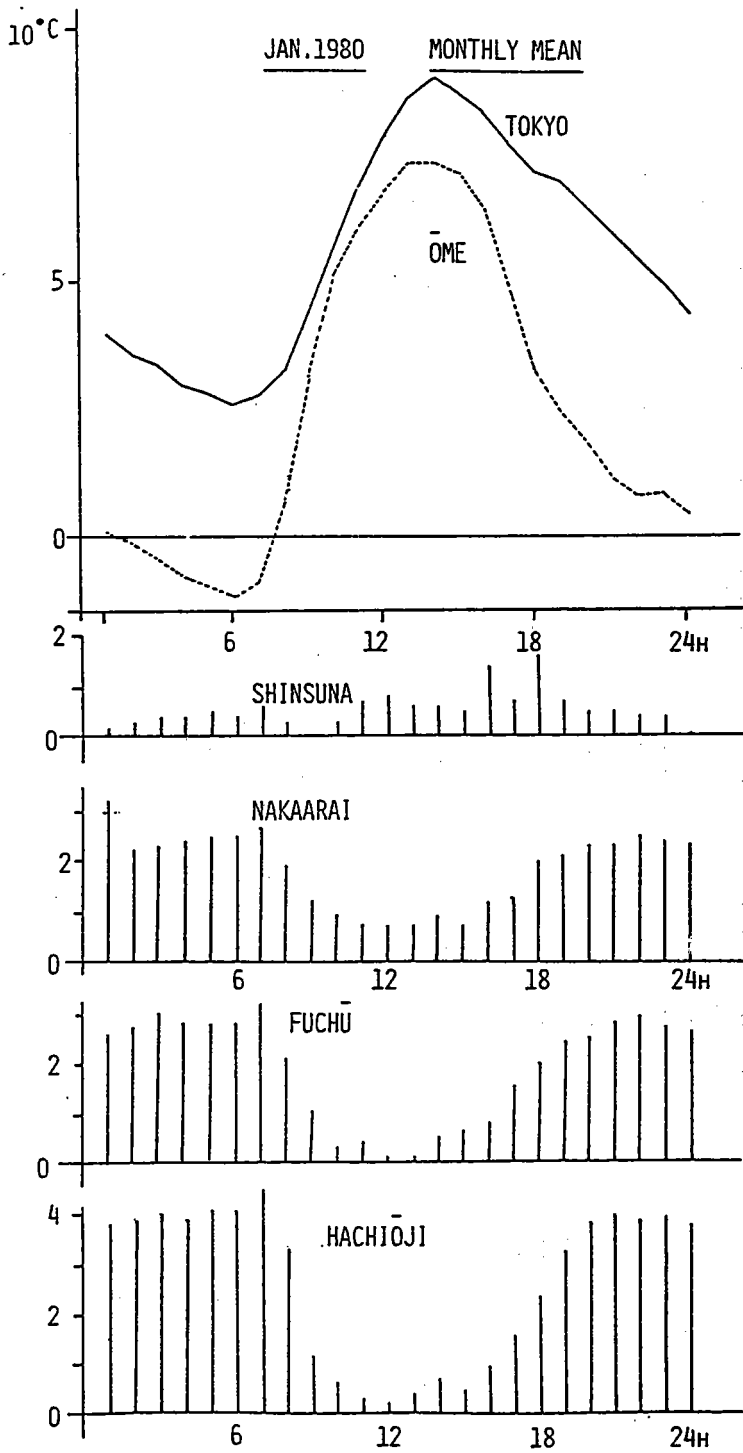 10°C
JAN.1980 MONTHLY MEAN
TOKYO
ŌME
5
0
6 12 18 24H
2
SHINSUNA
0
NAKAARAI
2
0
6 12 18 24H
FUCHŪ
2
0
4
HACHIŌJI
2
0
6 12 18 24H